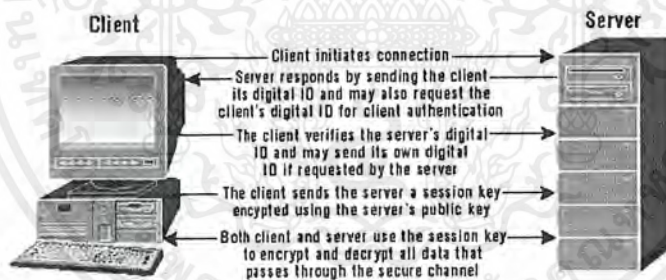 Client
Server
Client initiates connection
Server responds by sending the client
its digital ID and may also request the
client's digital ID for client authentication
The client verifies the server's digital
ID and may send its own digital
ID if requested by the server
The client sends the server a session key
encypted using the server's public key
Both client and server use the session key
to encrypt and decrypt all data that
passes through the secure channel